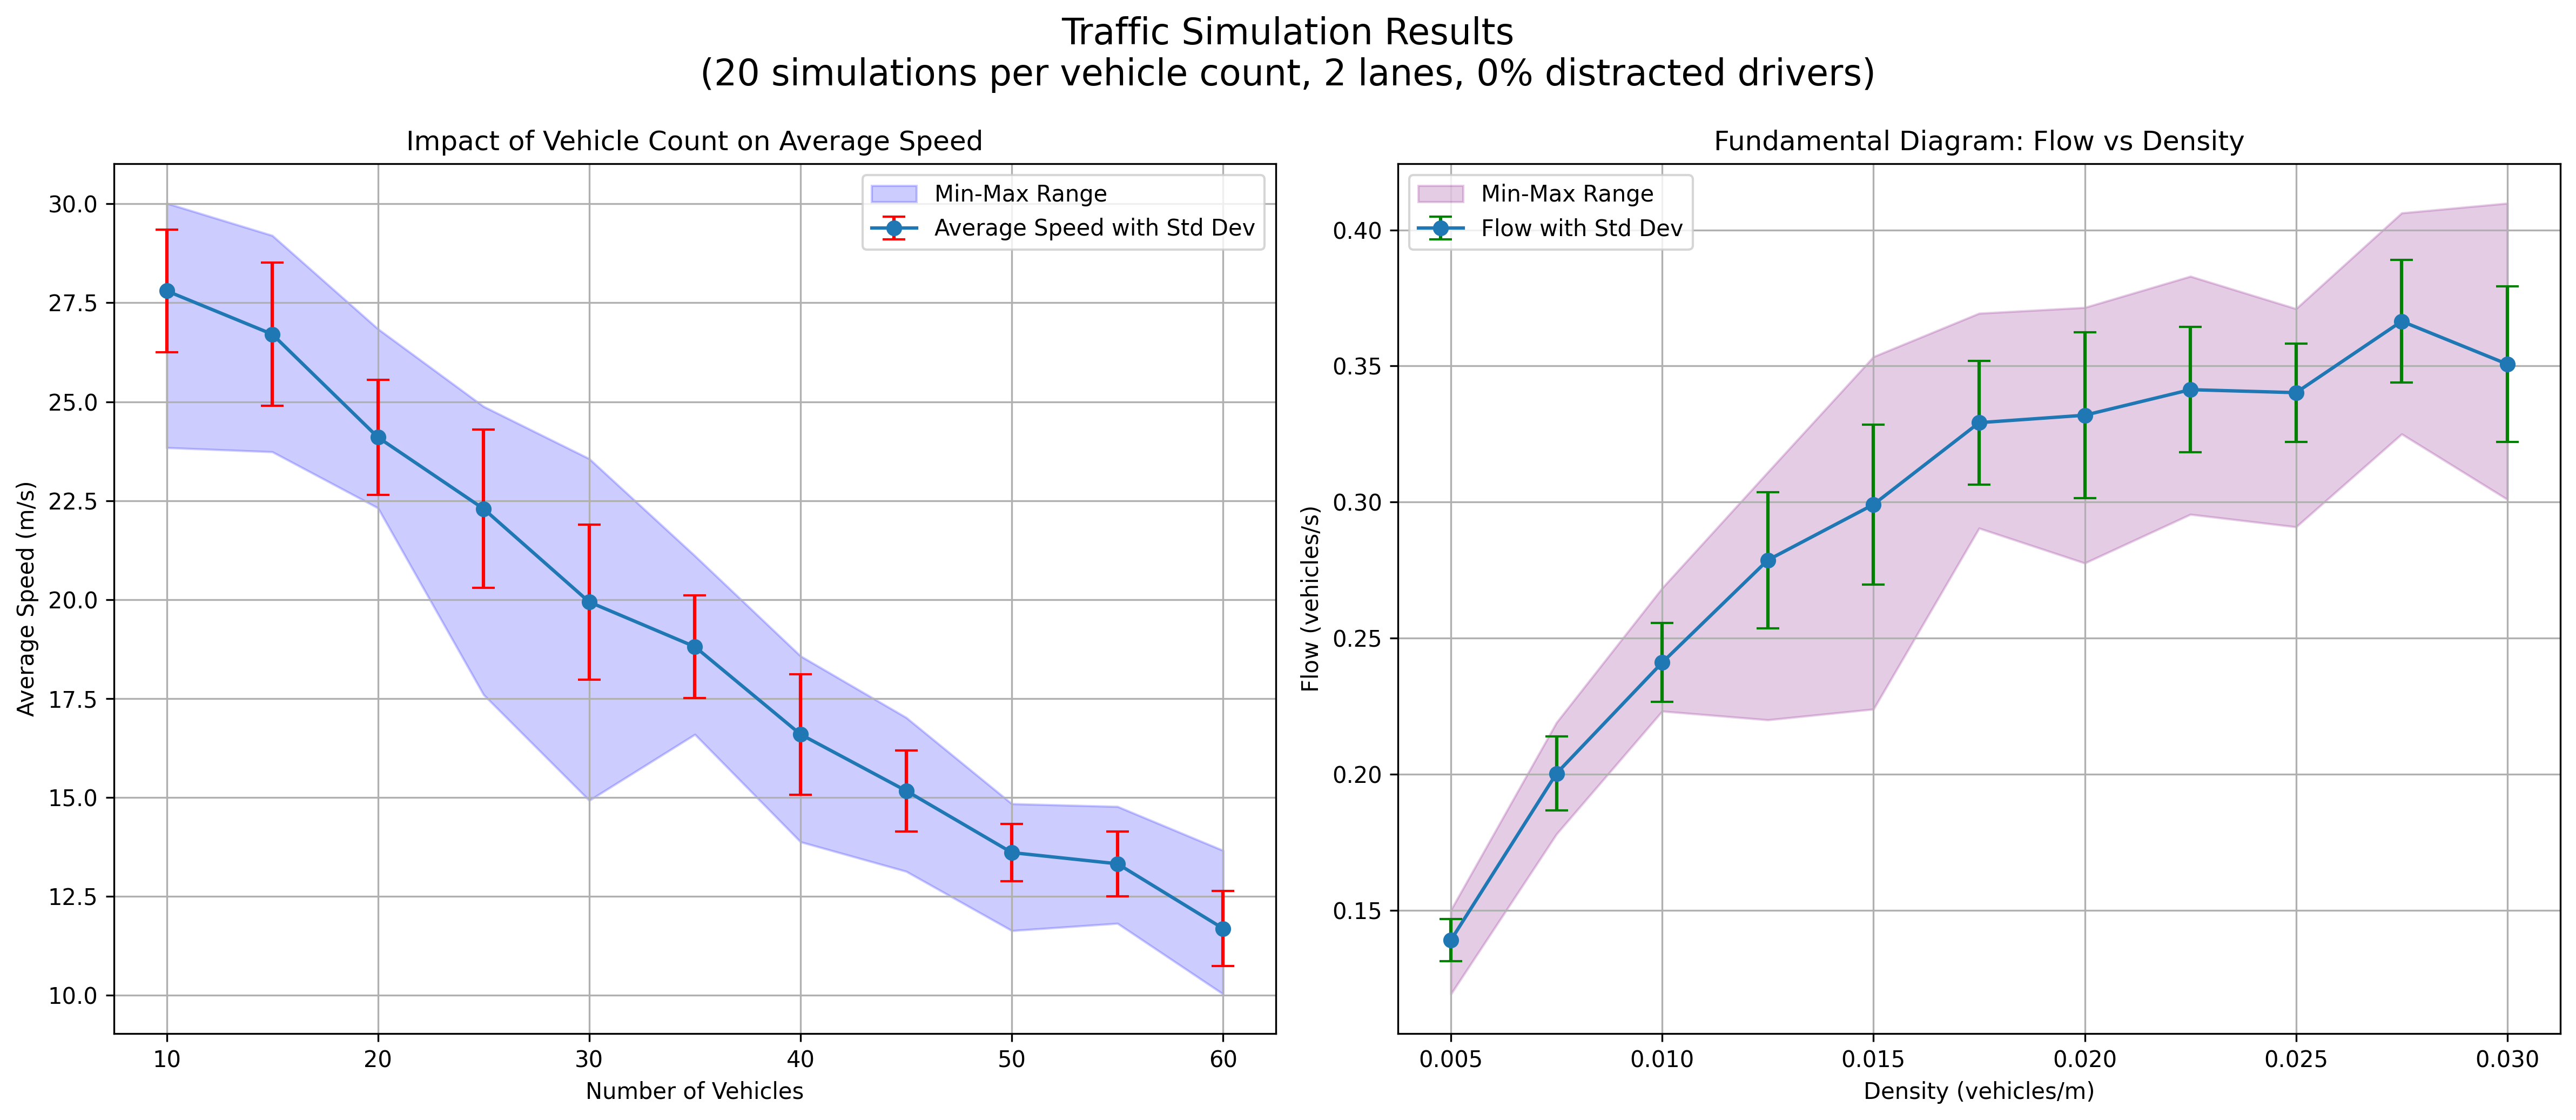 Traffic Simulation Results
(20 simulations per vehicle count, 2 lanes, 0% distracted drivers)
Impact of Vehicle Count on Average Speed
Min-Max Range
Average Speed with Std Dev
Average Speed (m/s)
30.0
27.5
25.0
22.5
20.0
17.5
15.0
12.5
10.0
10 20 30 40 50 60
Number of Vehicles
Fundamental Diagram: Flow vs Density
Min-Max Range
Flow with Std Dev
Flow (vehicles/s)
0.40
0.35
0.30
0.25
0.20
0.15
0.005 0.010 0.015 0.020 0.025 0.030
Density (vehicles/m)